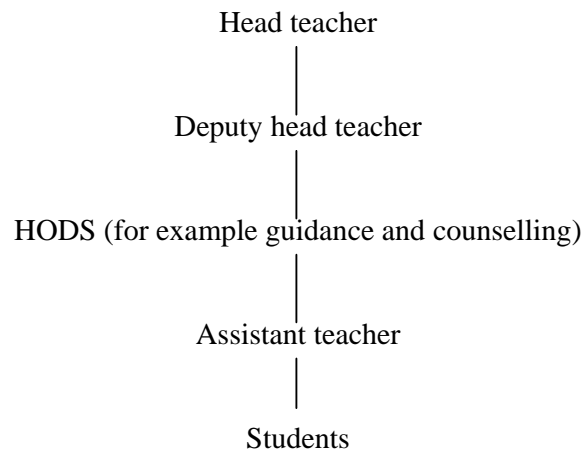 Head teacher
Deputy head teacher
HODS (for example guidance and counselling)
Assistant teacher
Students